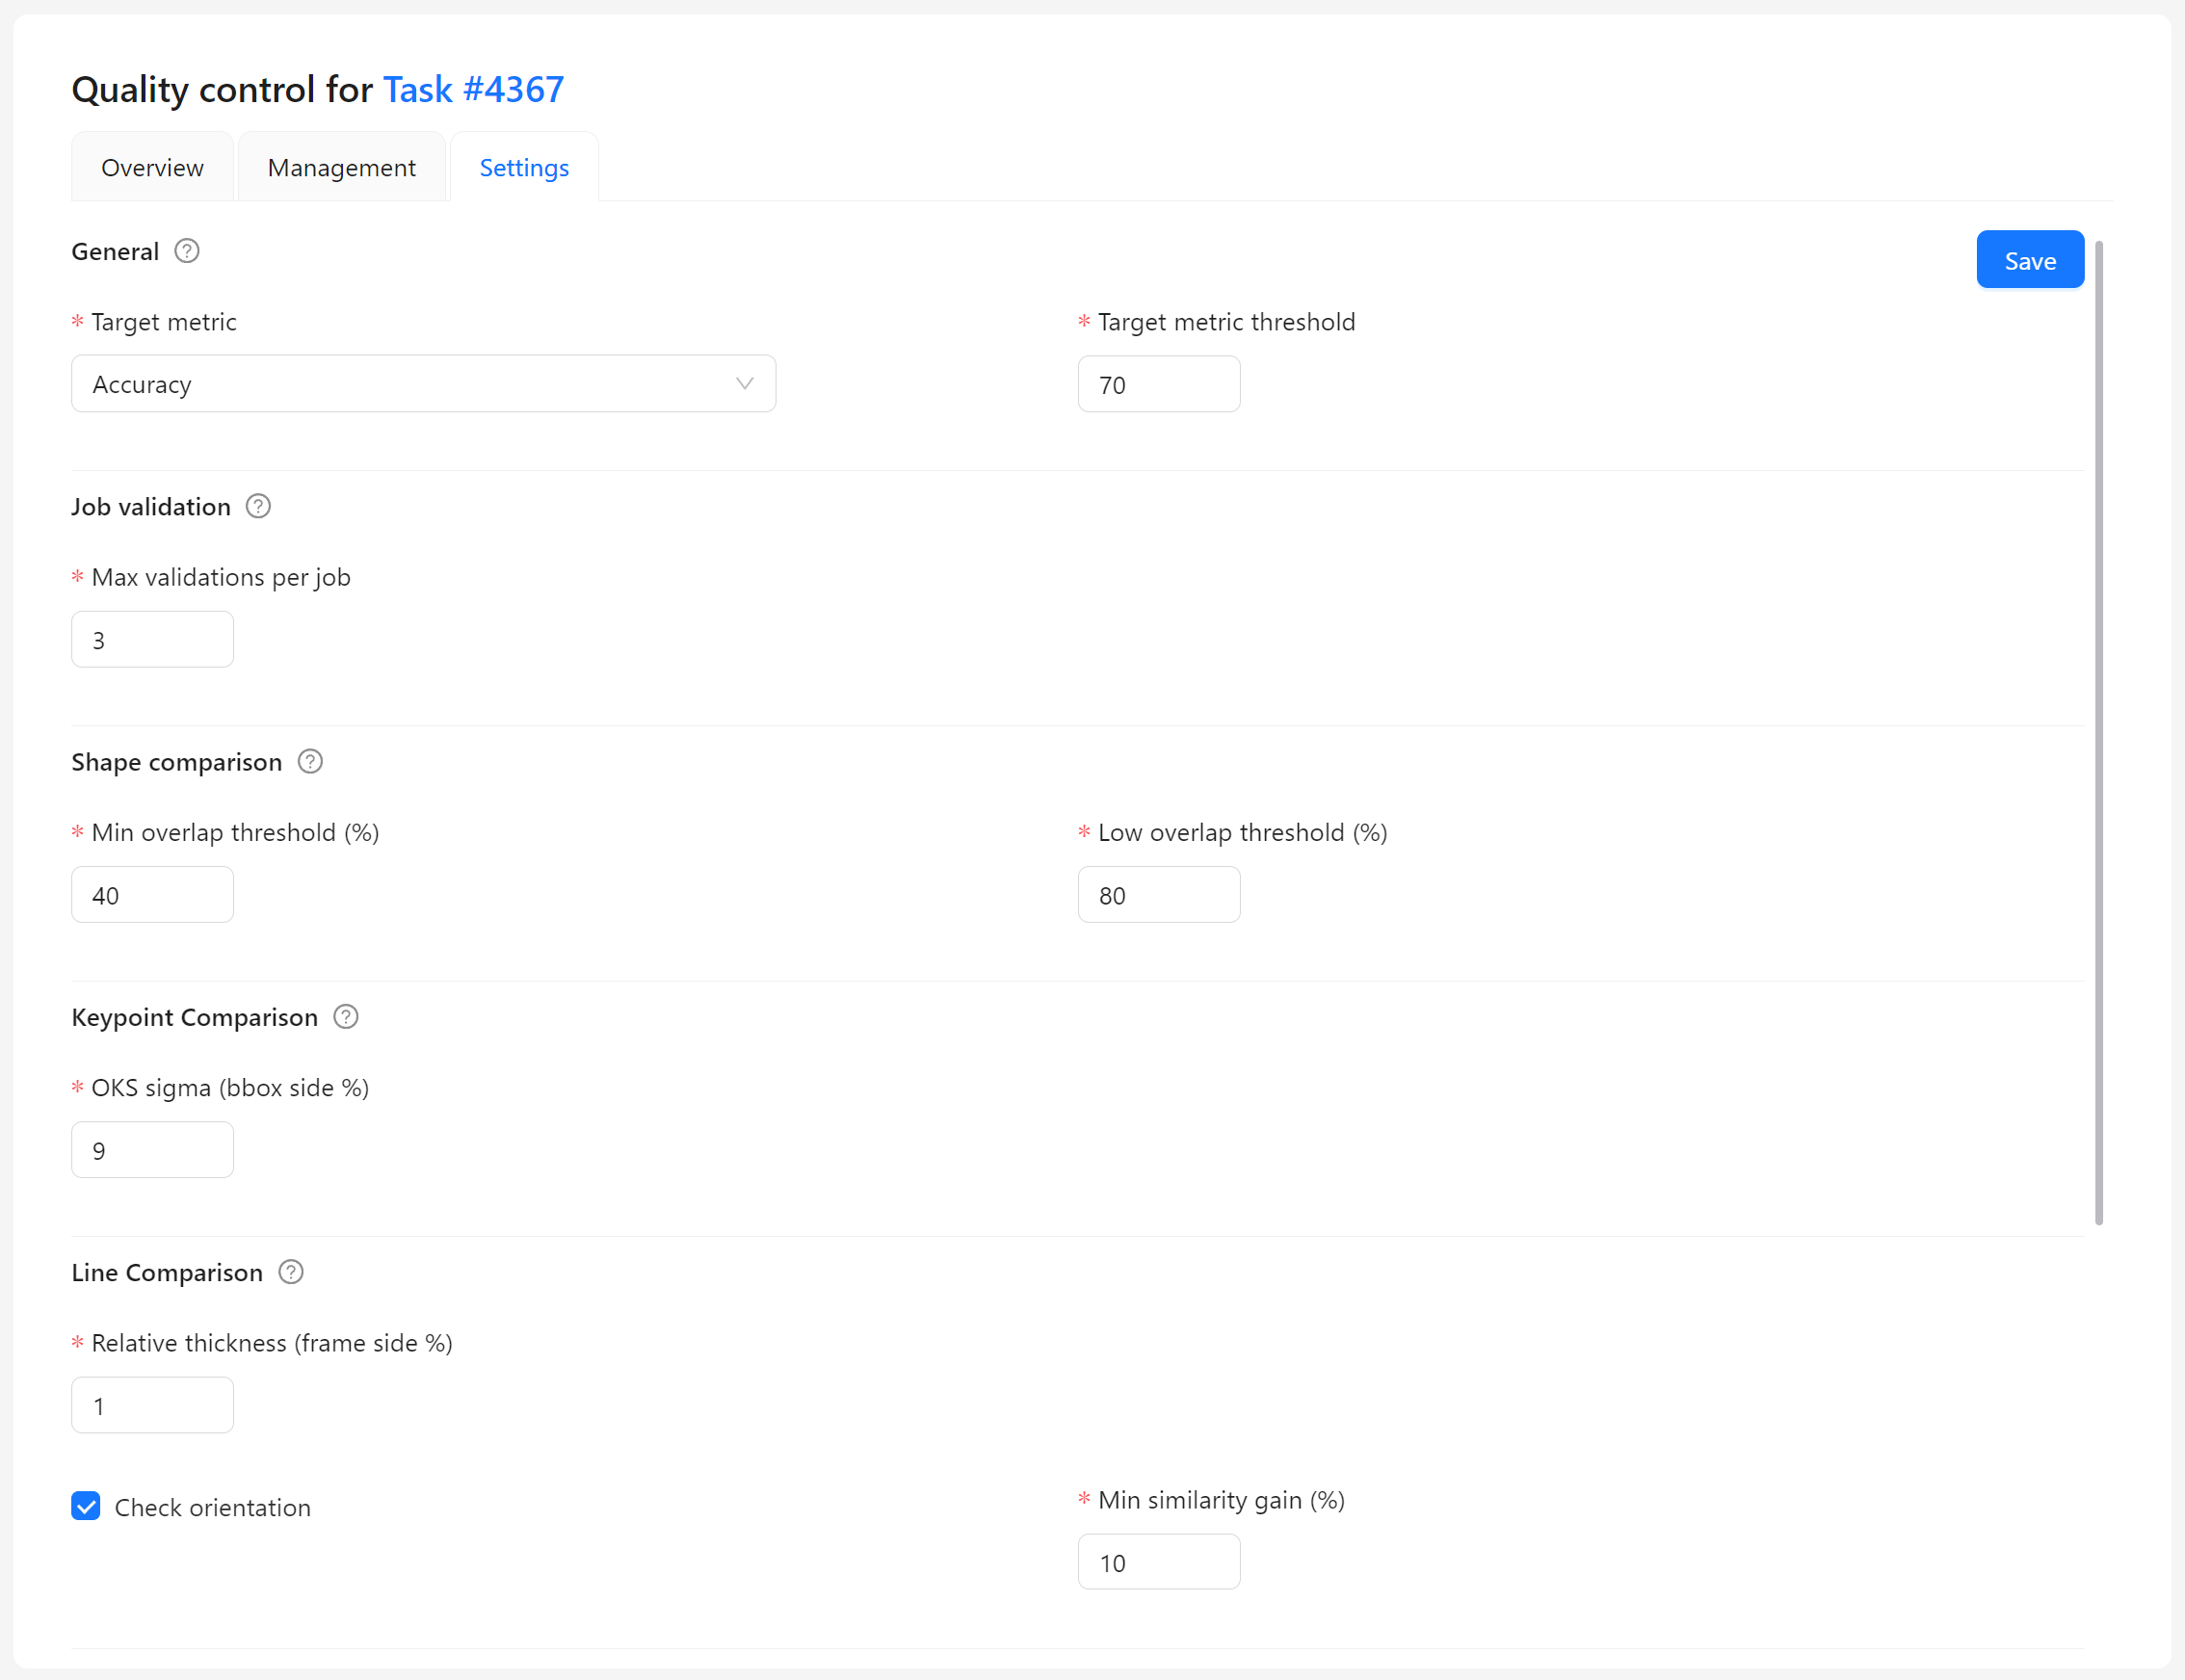 Quality control for Task #4367
Overview Management Settings
General ?
Save
* Target metric * Target metric threshold
Accuracy 70
Job validation ?
* Max validations per job
3
Shape comparison ?
* Min overlap threshold (%) * Low overlap threshold (%)
40 80
Keypoint Comparison ?
* OKS sigma (bbox side %)
9
Line Comparison ?
* Relative thickness (frame side %)
1
Check orientation * Min similarity gain (%)
10